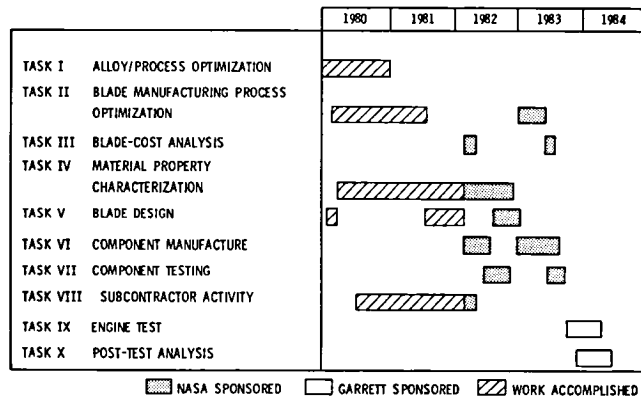 1980 1981 1982 1983 1984
TASK I ALLOY/PROCESS OPTIMIZATION
TASK II BLADE MANUFACTURING PROCESS
OPTIMIZATION
TASK III BLADE-COST ANALYSIS
TASK IV MATERIAL PROPERTY
CHARACTERIZATION
TASK V BLADE DESIGN
TASK VI COMPONENT MANUFACTURE
TASK VII COMPONENT TESTING
TASK VIII SUBCONTRACTOR ACTIVITY
TASK IX ENGINE TEST
TASK X POST-TEST ANALYSIS
NASA SPONSORED GARRETT SPONSORED WORK ACCOMPLISHED